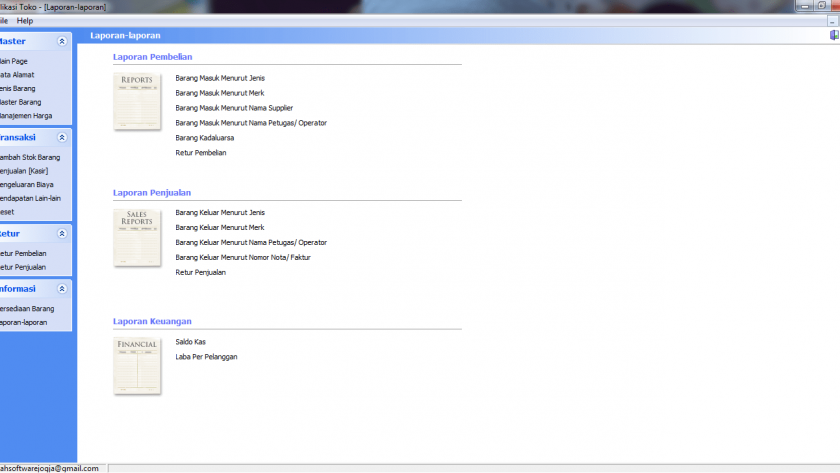 likasi Toko - [Laporan-laporan]
ile Help
Master
ain Page
ata Alamat
enis Barang
aster Barang
anajemen Harga
ransaksi
ambah Stok Barang
enjualan [Kasir]
engeluaran Biaya
endapatan Lain-lain
eset
etur
etur Pembelian
etur Penjualan
nformasi
ersediaan Barang
aporan-laporan
Laporan-laporan
Laporan Pembelian
REPORTS
Barang Masuk Menurut Jenis
Barang Masuk Menurut Merk
Barang Masuk Menurut Nama Supplier
Barang Masuk Menurut Nama Petugas/ Operator
Barang Kadaluarsa
Retur Pembelian
Laporan Penjualan
SALES
REPORTS
Barang Keluar Menurut Jenis
Barang Keluar Menurut Merk
Barang Keluar Menurut Nama Petugas/ Operator
Barang Keluar Menurut Nomor Nota/ Faktur
Retur Penjualan
Laporan Keuangan
FINANCIAL
Saldo Kas
Laba Per Pelanggan
ahsoftwarejogja@gmail.com